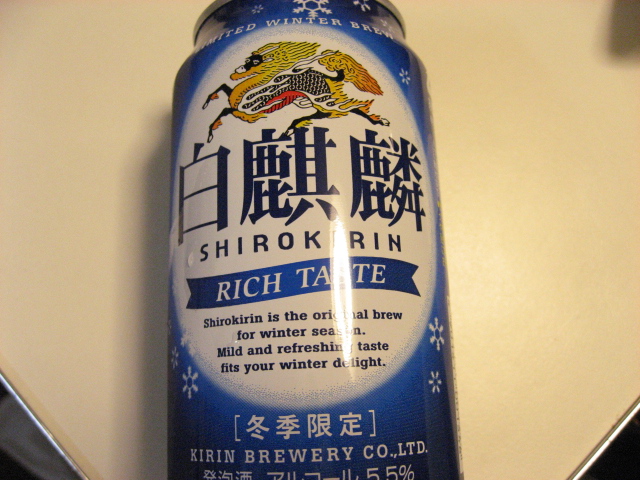 LIMITED WINTER BREW
白麒麟
SHIROKIRIN
RICH TASTE
Shirokirin is the original brew
for winter season.
Mild and refreshing taste
fits your winter delight.
[冬季限定]
KIRIN BREWERY CO.,LTD.
発泡酒 アルコール 5.5%